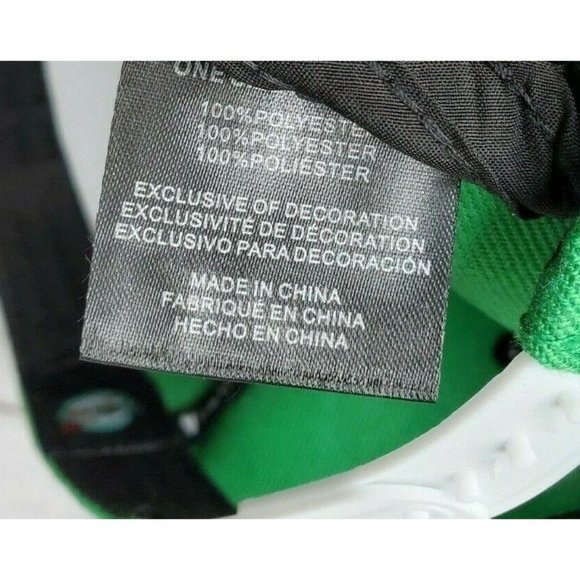 ONE
100%POLYESTER
100%POLYESTER
100%POLIESTER
EXCLUSIVE OF DECORATION
EXCLUSIVITÉ DE DÉCORATION
EXCLUSIVO PARA DECORACIÓN
MADE IN CHINA
FABRIQUÉ EN CHINA
HECHO EN CHINA